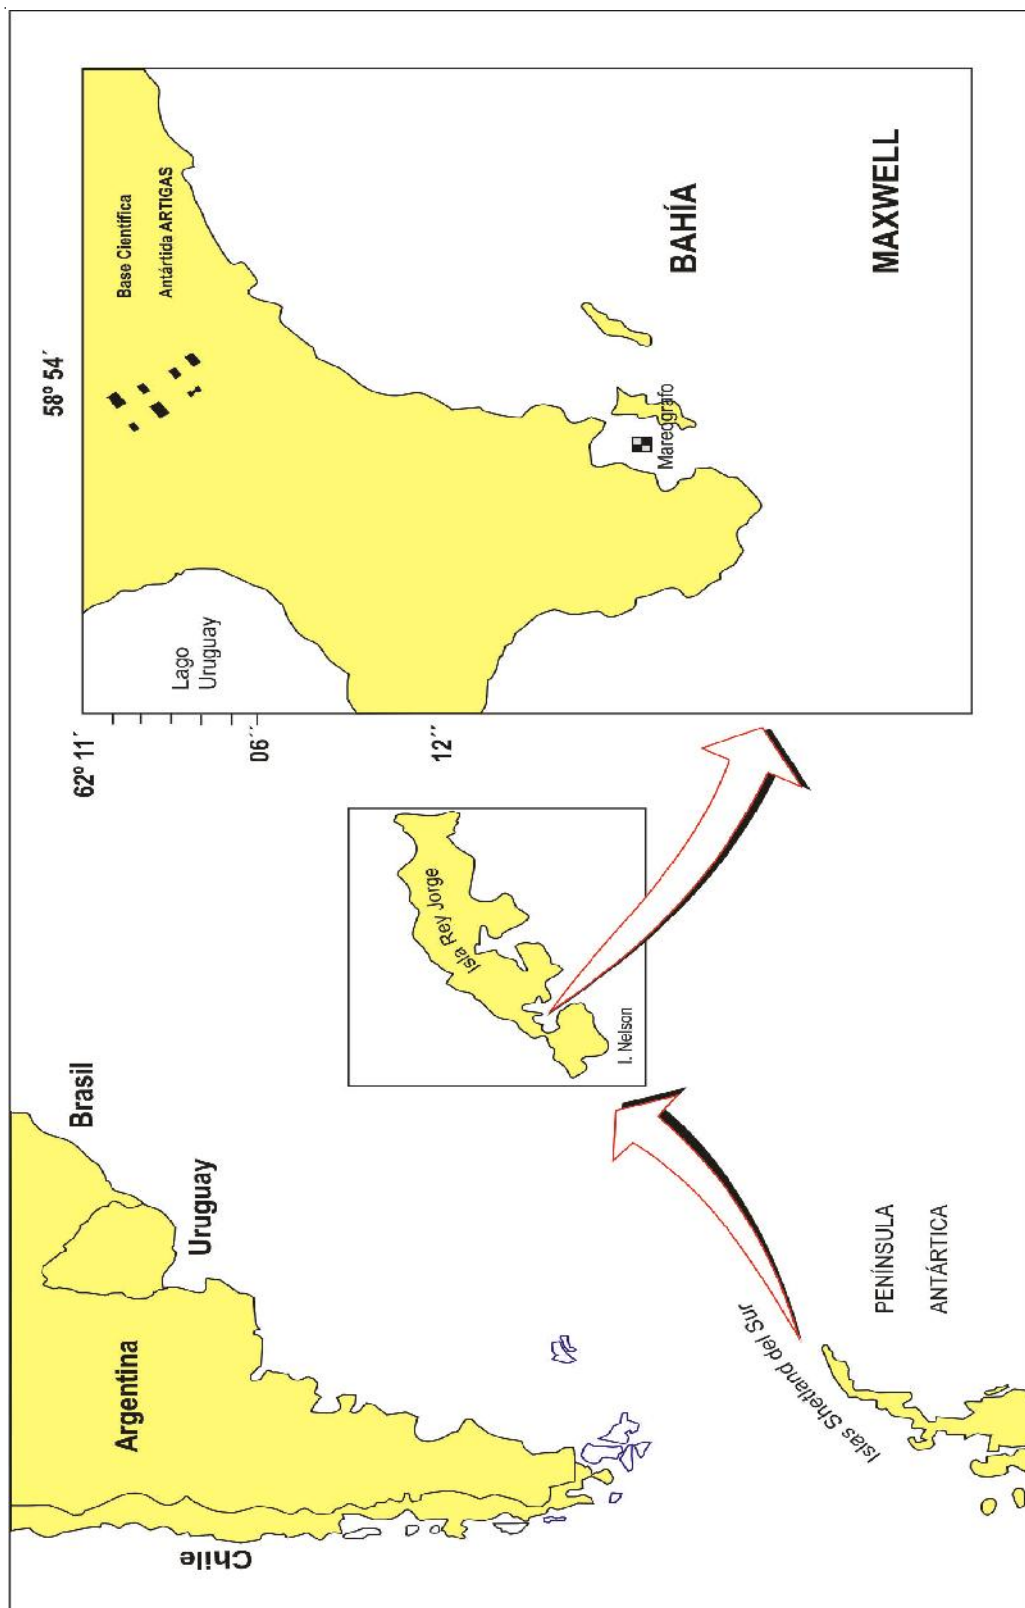 Chile
Argentina
Uruguay
Brasil
Islas Shetland del Sur
PENÍNSULA
ANTÁRTICA
Isla Rey Jorge
I. Nelson
62º 11´
06´´
12´´
58º 54´
Lago
Uruguay
Base Científica
Antártida ARTIGAS
Mareografo
BAHÍA
MAXWELL